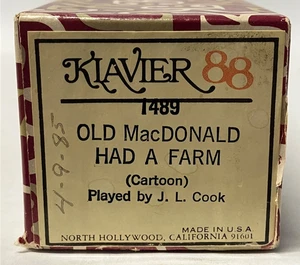 KLAVIER 88
1489
OLD MacDONALD
HAD A FARM
(Cartoon)
Played by J. L. Cook
MADE IN U.S.A.
NORTH HOLLYWOOD, CALIFORNIA 91601
4-9-85